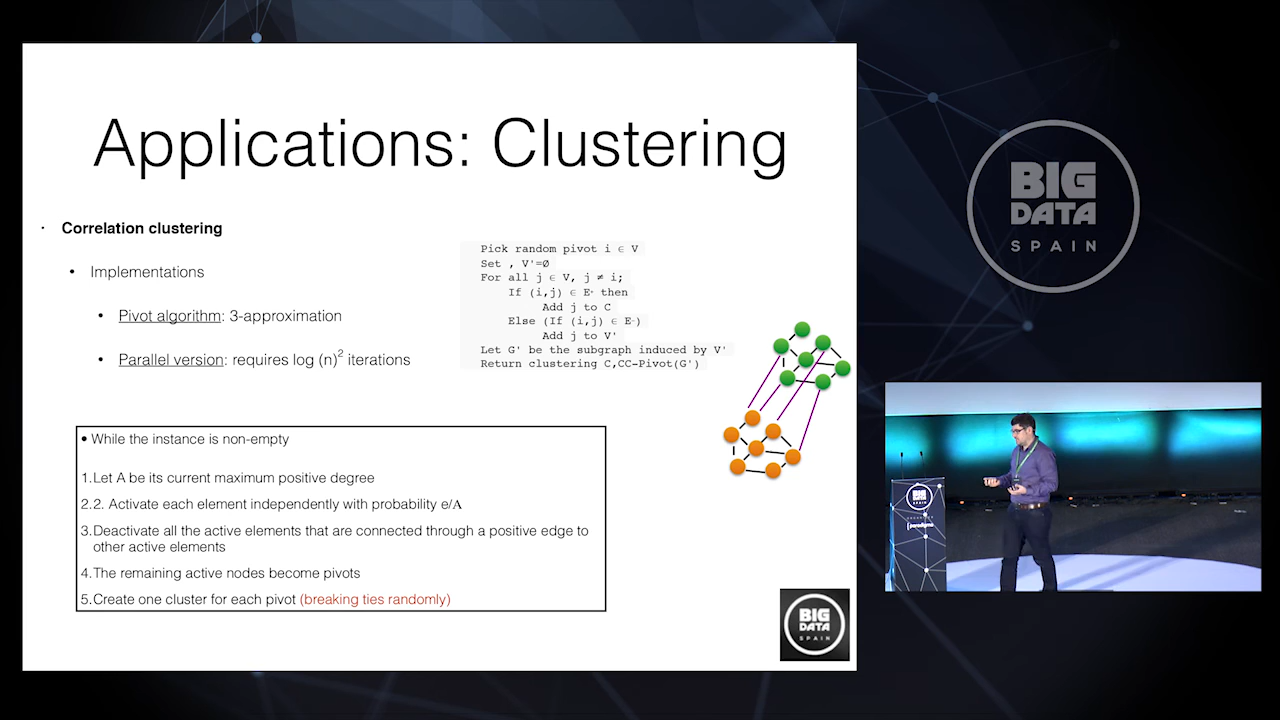 Applications: Clustering
· Correlation clustering
• Implementations
• Pivot algorithm: 3-approximation
• Parallel version: requires log (n)² iterations
Pick random pivot i ∈ V
Set , V'=Ø
For all j ∈ V, j ≠ i;
If (i,j) ∈ E⁺ then
Add j to C
Else (If (i,j) ∈ E⁻)
Add j to V'
Let G' be the subgraph induced by V'
Return clustering C,CC-Pivot(G')
• While the instance is non-empty
1.Let Α be its current maximum positive degree
2.2. Activate each element independently with probability e/Α
3.Deactivate all the active elements that are connected through a positive edge to
other active elements
4.The remaining active nodes become pivots
5.Create one cluster for each pivot (breaking ties randomly)
BIG
DATA
SPAIN
BIG
DATA
SPAIN
BIG
DATA
paradigma